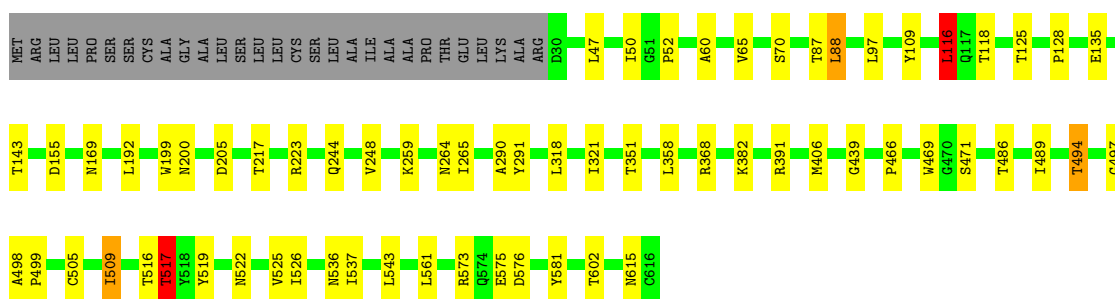 MET ARG LEU LEU PRO SER SER CYS ALA GLY ALA LEU SER LEU LEU CYS SER LEU ALA ILE ALA ALA PRO THR GLU LEU LYS ALA ARG D30 L47 I50 G51 P52 A60 V65 S70 T87 L88 L97 Y109 L116 Q117 T118 T125 P128 E135
T143 D155 N169 L192 W199 N200 D205 T217 R223 Q244 V248 K259 N264 I265 A290 Y291 L318 I321 T351 L358 R368 K382 R391 M406 G439 P466 W469 G470 S471 T486 I489 T494
A498 P499 C505 I509 T516 T517 Y518 Y519 N522 V525 I526 N536 I537 L543 L561 R573 Q574 E575 D576 Y581 T602 N615 C616